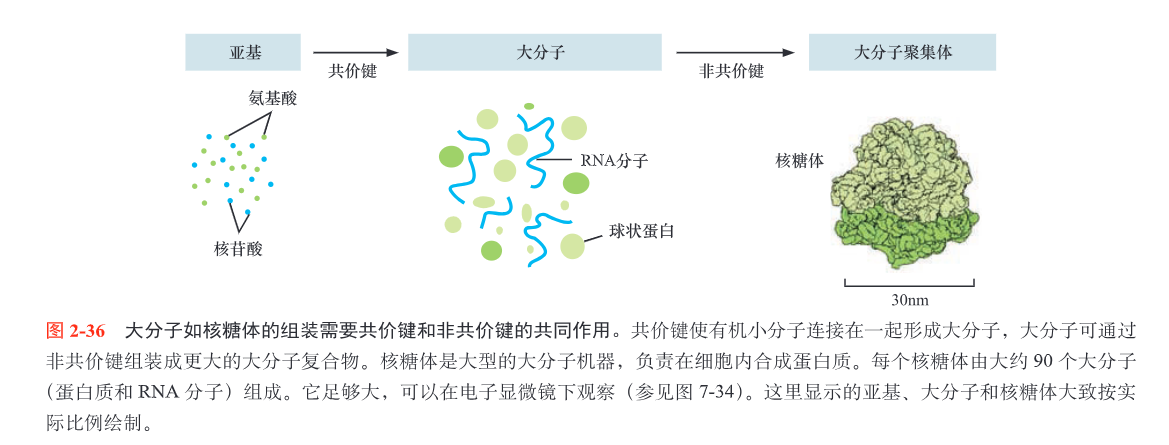 亚基
共价键
大分子
非共价键
大分子聚集体
氨基酸
核苷酸
RNA分子
球状蛋白
核糖体
30nm
图 2-36 大分子如核糖体的组装需要共价键和非共价键的共同作用。共价键使有机小分子连接在一起形成大分子，大分子可通过
非共价键组装成更大的大分子复合物。核糖体是大型的大分子机器，负责在细胞内合成蛋白质。每个核糖体由大约 90 个大分子
（蛋白质和 RNA 分子）组成。它足够大，可以在电子显微镜下观察（参见图 7-34）。这里显示的亚基、大分子和核糖体大致按实
际比例绘制。